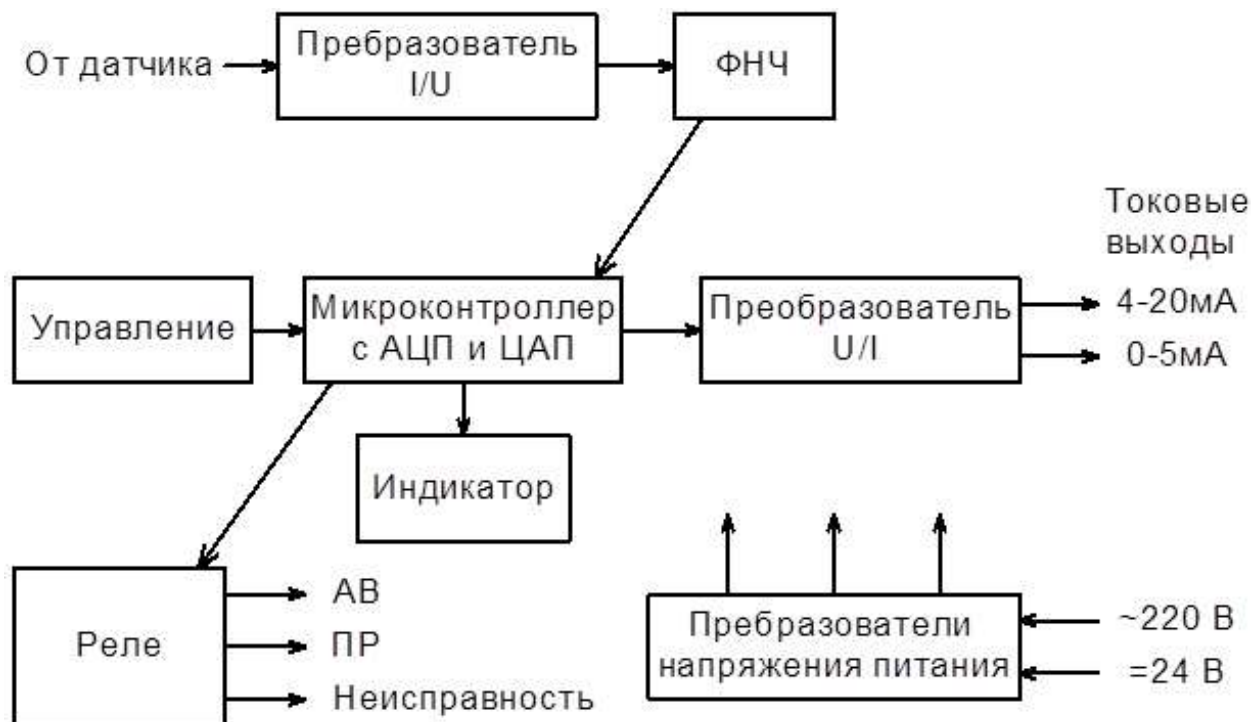 От датчика
Пребразователь
I/U
ФНЧ
Токовые
выходы
Управление
Микроконтроллер
с АЦП и ЦАП
Преобразователь
U/I
4-20мА
0-5мА
Индикатор
Реле
АВ
ПР
Неисправность
Пребразователи
напряжения питания
~220 В
=24 В